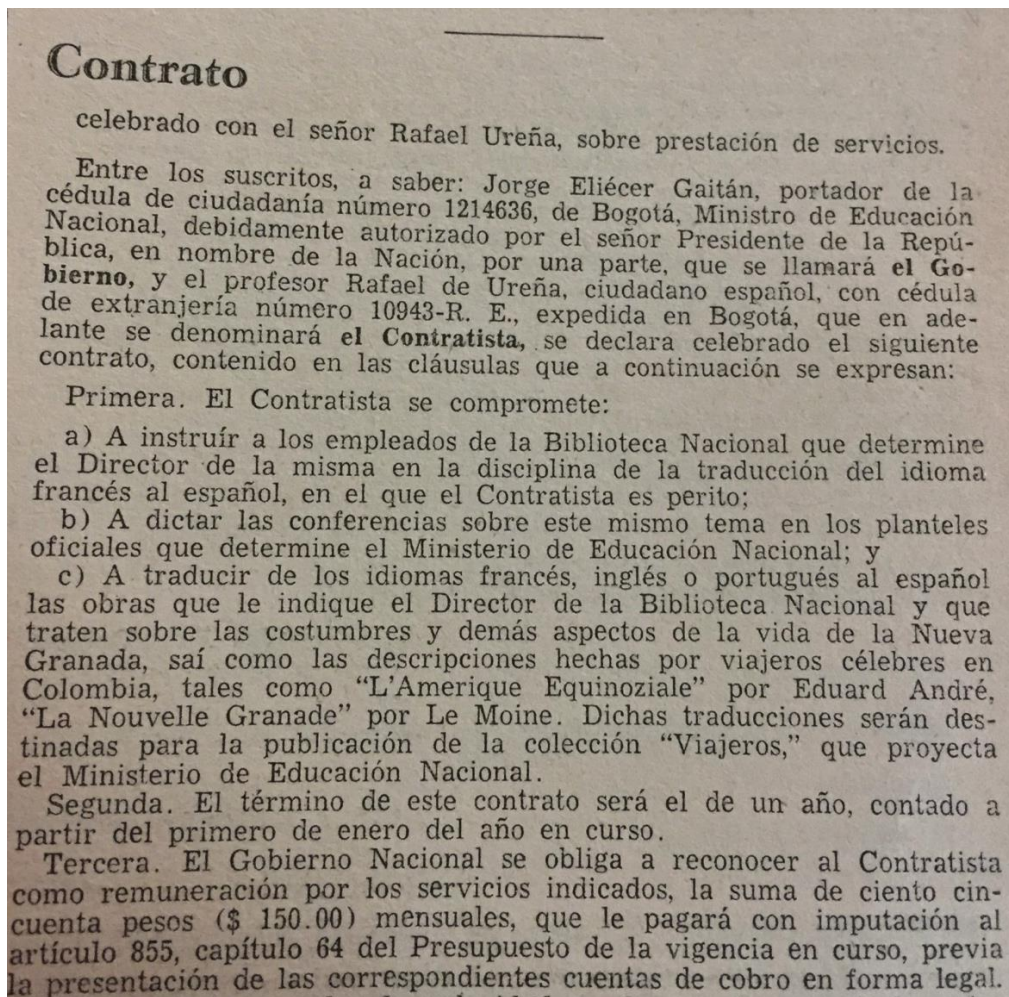 Contrato
celebrado con el señor Rafael Ureña, sobre prestación de servicios.
Entre los suscritos, a saber: Jorge Eliécer Gaitán, portador de la
cédula de ciudadanía número 1214636, de Bogotá, Ministro de Educación
Nacional, debidamente autorizado por el señor Presidente de la Repú-
blica, en nombre de la Nación, por una parte, que se llamará el Go-
bierno, y el profesor Rafael de Ureña, ciudadano español, con cédula
de extranjería número 10943-R. E., expedida en Bogotá, que en ade-
lante se denominará el Contratista, se declara celebrado el siguiente
contrato, contenido en las cláusulas que a continuación se expresan:
Primera. El Contratista se compromete:
a) A instruír a los empleados de la Biblioteca Nacional que determine
el Director de la misma en la disciplina de la traducción del idioma
francés al español, en el que el Contratista es perito;
b) A dictar las conferencias sobre este mismo tema en los planteles
oficiales que determine el Ministerio de Educación Nacional; y
c) A traducir de los idiomas francés, inglés o portugués al español
las obras que le indique el Director de la Biblioteca Nacional y que
traten sobre las costumbres y demás aspectos de la vida de la Nueva
Granada, saí como las descripciones hechas por viajeros célebres en
Colombia, tales como "L'Amerique Equinoziale" por Eduard André,
"La Nouvelle Granade" por Le Moine. Dichas traducciones serán des-
tinadas para la publicación de la colección "Viajeros," que proyecta
el Ministerio de Educación Nacional.
Segunda. El término de este contrato será el de un año, contado a
partir del primero de enero del año en curso.
Tercera. El Gobierno Nacional se obliga a reconocer al Contratista
como remuneración por los servicios indicados, la suma de ciento cin-
cuenta pesos ($ 150.00) mensuales, que le pagará con imputación al
artículo 855, capítulo 64 del Presupuesto de la vigencia en curso, previa
la presentación de las correspondientes cuentas de cobro en forma legal.